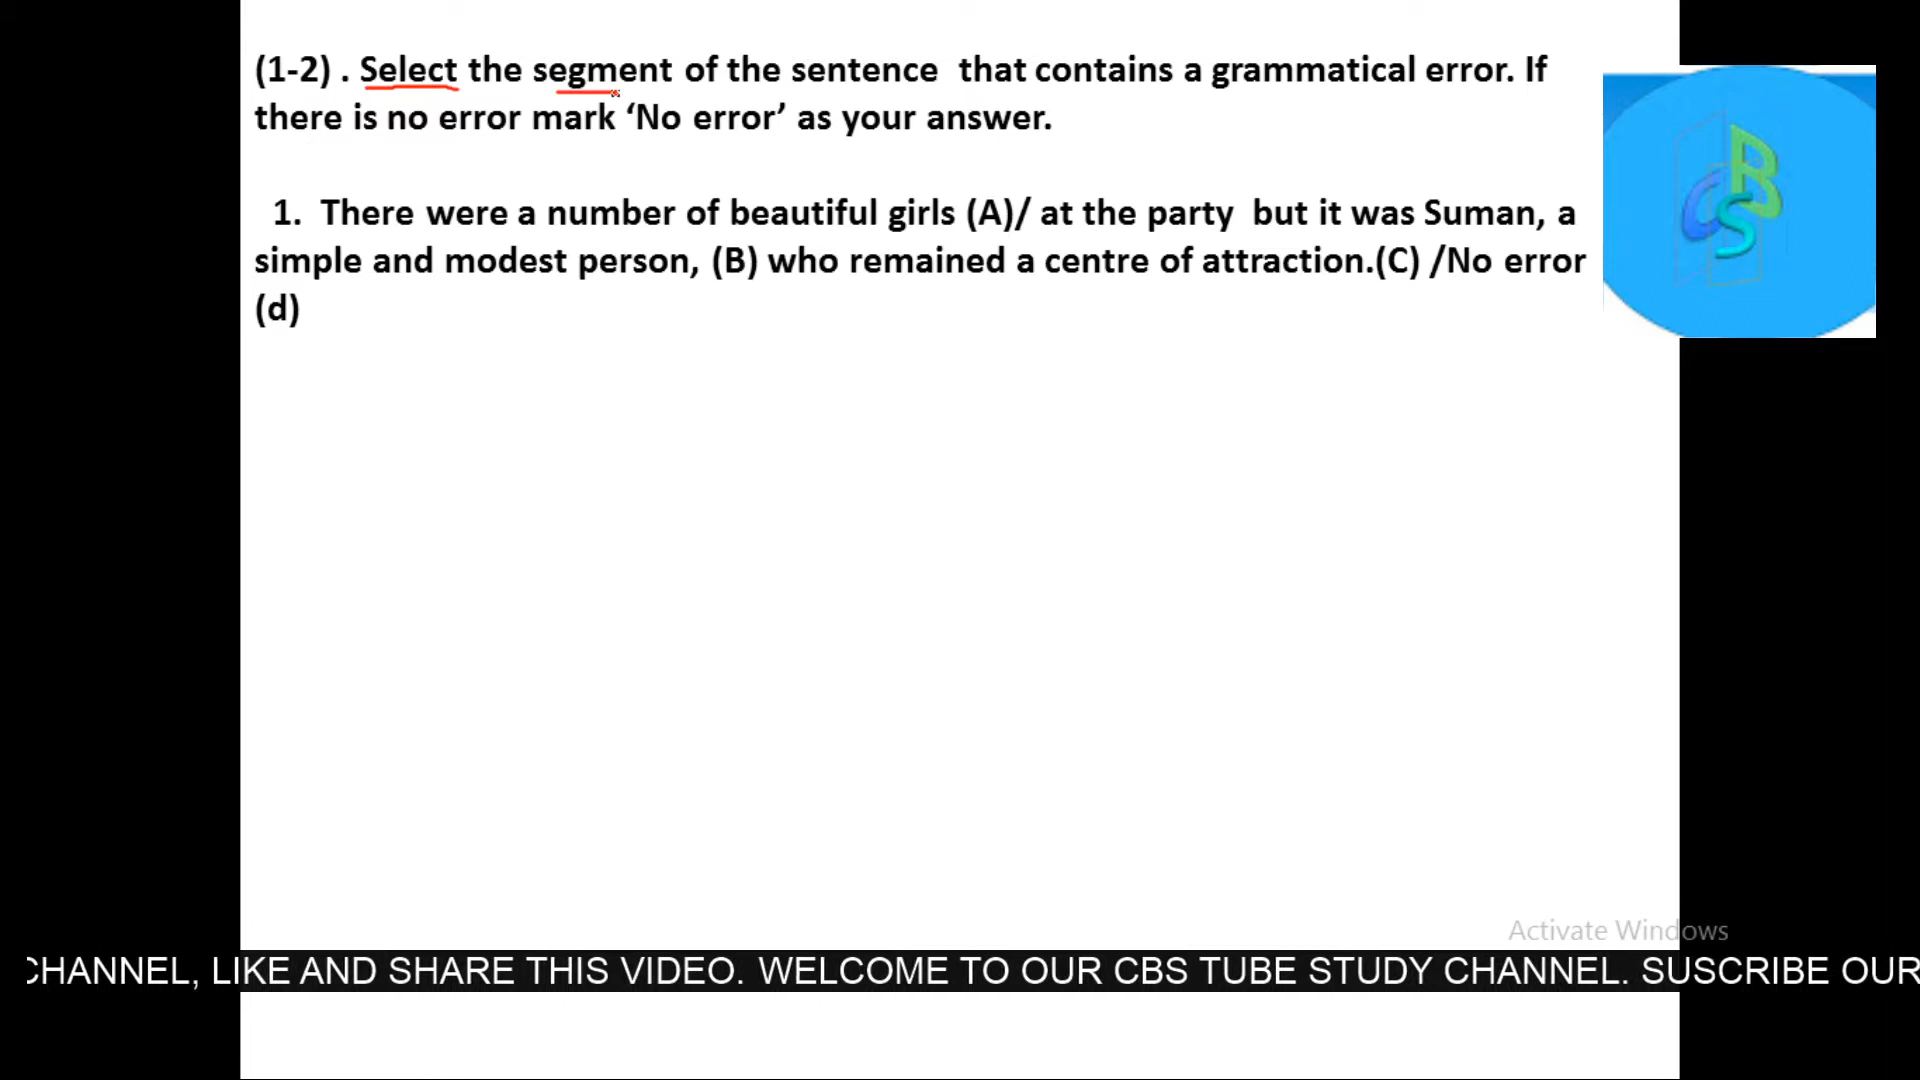 (1-2) . Select the segment of the sentence that contains a grammatical error. If
there is no error mark ‘No error’ as your answer.
1. There were a number of beautiful girls (A)/ at the party but it was Suman, a
simple and modest person, (B) who remained a centre of attraction.(C) /No error
(d)
CBS
Activate Windows
CHANNEL, LIKE AND SHARE THIS VIDEO. WELCOME TO OUR CBS TUBE STUDY CHANNEL. SUSCRIBE OUR